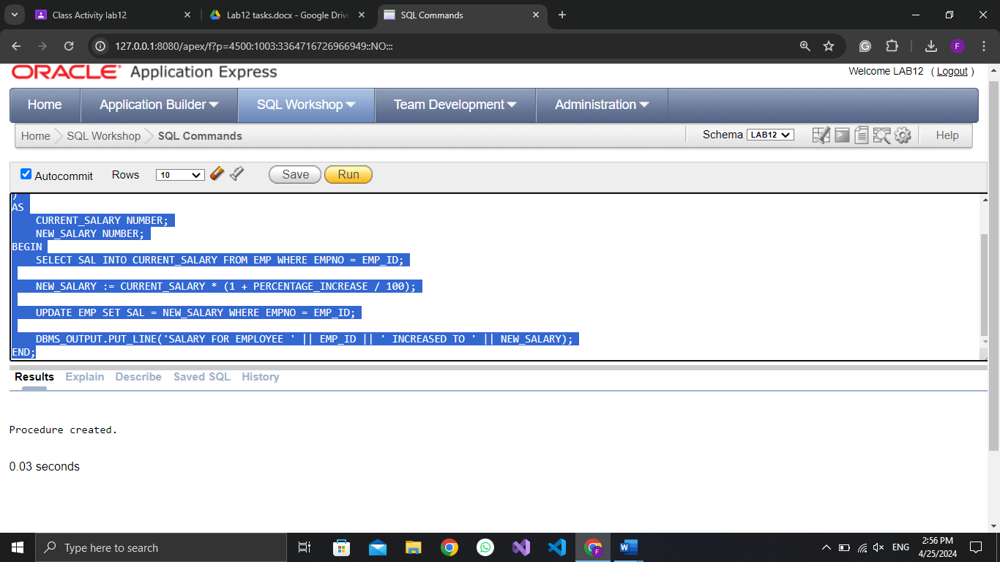 Class Activity lab12
Lab12 tasks.docx - Google Drive
SQL Commands
127.0.0.1:8080/apex/f?p=4500:1003:3364716726966949::NO:::
F
ORACLE Application Express
Welcome LAB12 ( Logout )
Home
Application Builder
SQL Workshop
Team Development
Administration
Home
SQL Workshop
SQL Commands
Schema LAB12
Help
Autocommit
Rows 10
Save
Run
)
AS
CURRENT_SALARY NUMBER;
NEW_SALARY NUMBER;
BEGIN
SELECT SAL INTO CURRENT_SALARY FROM EMP WHERE EMPNO = EMP_ID;
NEW_SALARY := CURRENT_SALARY * (1 + PERCENTAGE_INCREASE / 100);
UPDATE EMP SET SAL = NEW_SALARY WHERE EMPNO = EMP_ID;
DBMS_OUTPUT.PUT_LINE('SALARY FOR EMPLOYEE ' || EMP_ID || ' INCREASED TO ' || NEW_SALARY);
END;
Results
Explain
Describe
Saved SQL
History
Procedure created.
0.03 seconds
Type here to search
F
W
ENG
2:56 PM
4/25/2024